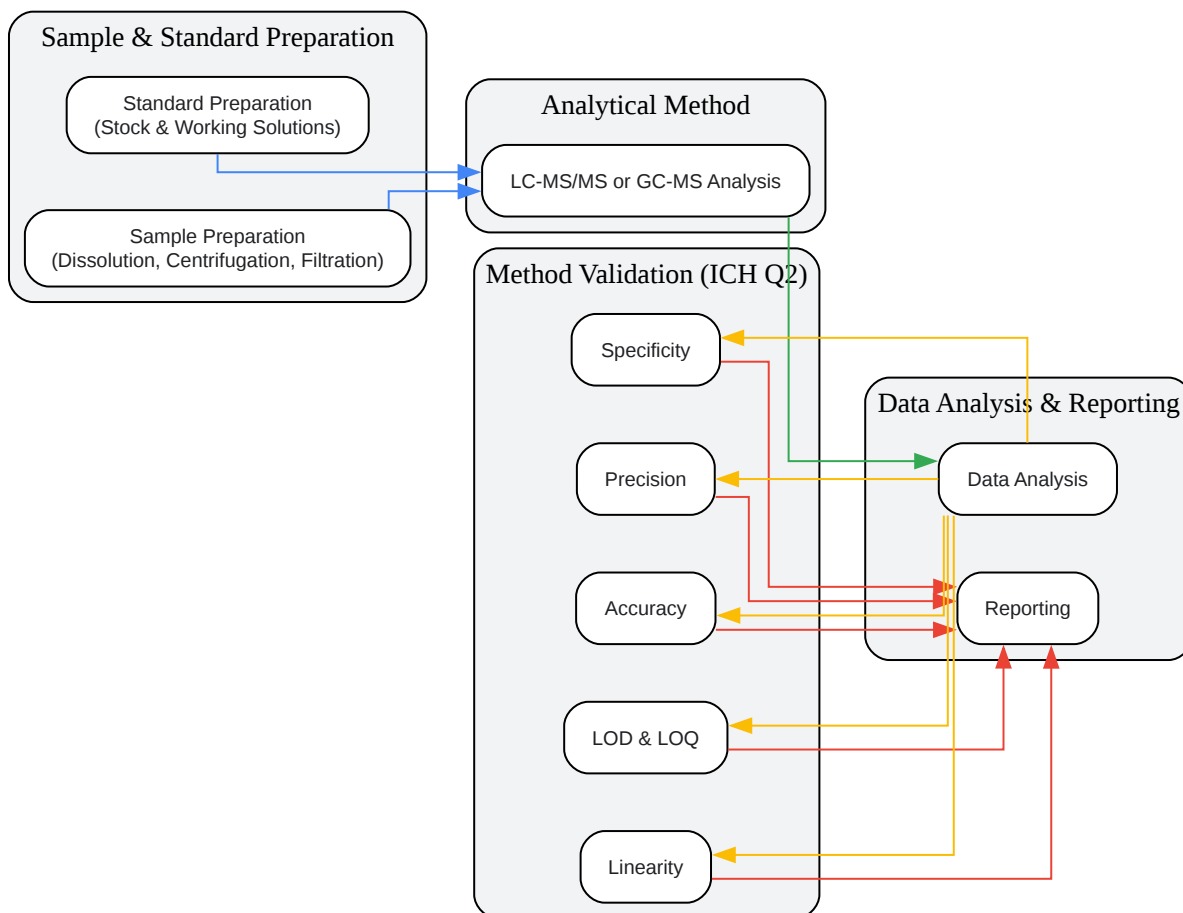 Sample & Standard Preparation
Standard Preparation
(Stock & Working Solutions)
Sample Preparation
(Dissolution, Centrifugation, Filtration)
Analytical Method
LC-MS/MS or GC-MS Analysis
Method Validation (ICH Q2)
Specificity
Precision
Accuracy
LOD & LOQ
Linearity
Data Analysis & Reporting
Data Analysis
Reporting